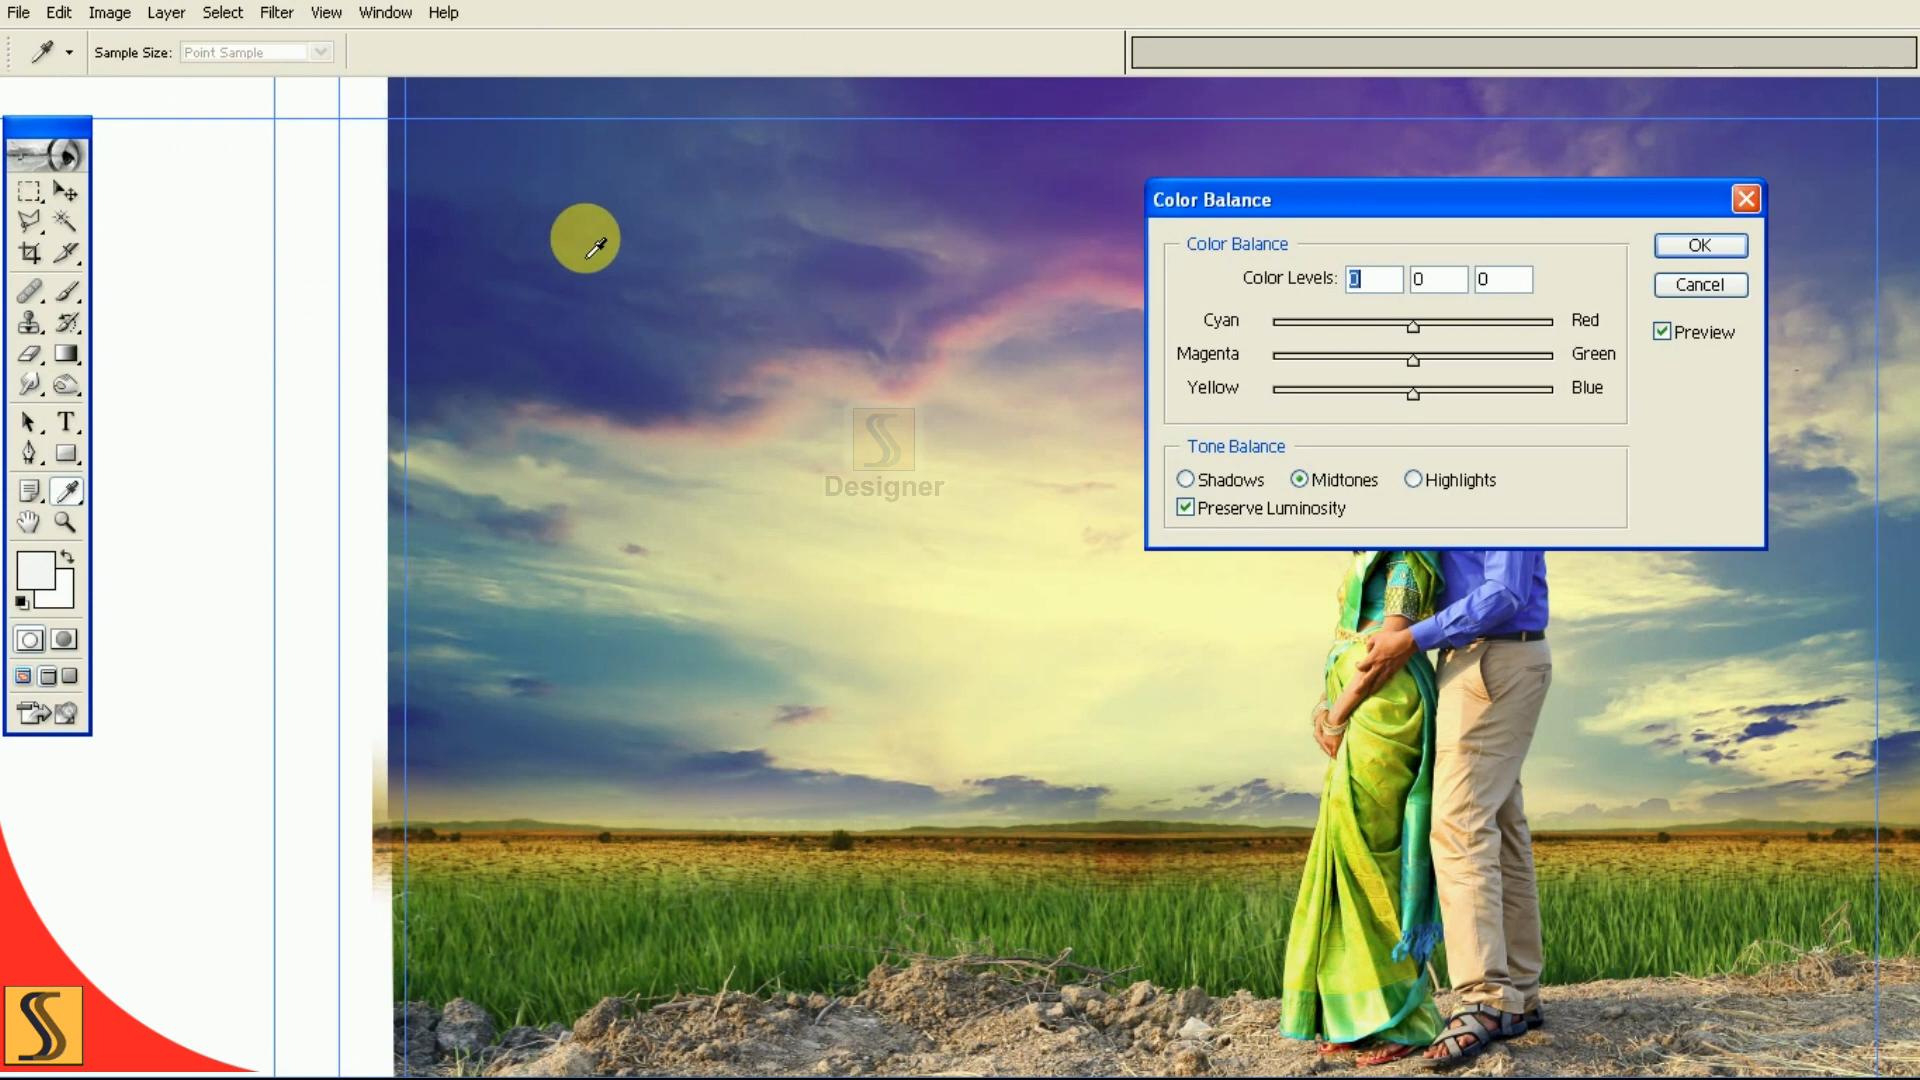 File Edit Image Layer Select Filter View Window Help
Sample Size: Point Sample
Color Balance
Color Balance
OK
Color Levels: 0 0 0
Cancel
Cyan Red
Preview
Magenta Green
Yellow Blue
Tone Balance
Shadows Midtones Highlights
Preserve Luminosity
Designer
T